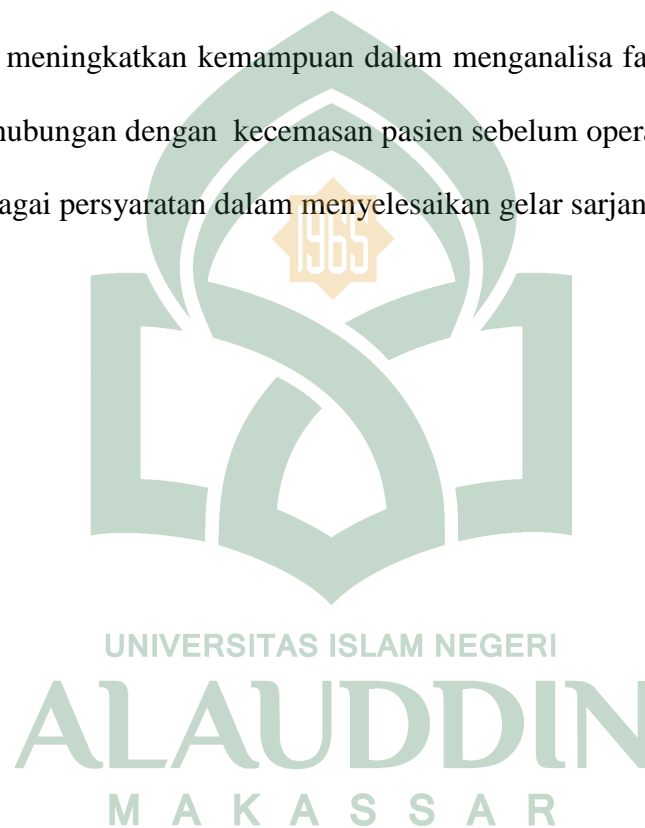 meningkatkan kemampuan dalam menganalisa fa
hubungan dengan kecemasan pasien sebelum opera
agai persyaratan dalam menyelesaikan gelar sarjan
1965
UNIVERSITAS ISLAM NEGERI
ALAUDDIN
MAKASSAR